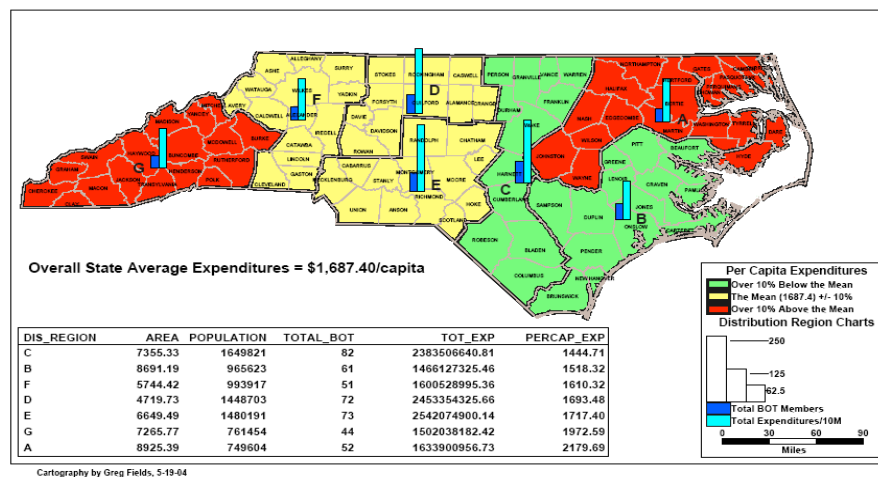 ALLEGHANY
ASHE
SURRY
STOKES
ROCKINGHAM
CASWELL
PERSON
GRANVILLE
VANCE
WARREN
NORTHAMPTON
GATES
HERTFORD
HALIFAX
WATAUGA
WILKES
YADKIN
FORSYTH
GUILFORD
ALAMANCE
ORANGE
DURHAM
FRANKLIN
BERTIE
MITCHELL
AVERY
F
D
CALDWELL
ALEXANDER
DAVIE
NASH
EDGECOMBE
MARTIN
A
WASHINGTON
TYRRELL
DARE
MADISON
YANCEY
IREDELL
DAVIDSON
WAKE
WILSON
BURKE
MCDOWELL
CATAWBA
ROWAN
RANDOLPH
CHATHAM
JOHNSTON
PITT
BEAUFORT
HYDE
SWAIN
HAYWOOD
BUNCOMBE
RUTHERFORD
LINCOLN
CABARRUS
LEE
GREENE
GRAHAM
G
HENDERSON
POLK
GASTON
CLEVELAND
MECKLENBURG
STANLY
MONTGOMERY
MOORE
HARNETT
WAYNE
LENOIR
CRAVEN
CHEROKEE
MACON
JACKSON
TRANSYLVANIA
CLAY
E
RICHMOND
HOKE
C
CUMBERLAND
SAMPSON
DUPLIN
JONES
B
ONSLOW
UNION
ANSON
SCOTLAND
ROBESON
BLADEN
PENDER
COLUMBUS
NEW HANOVER
BRUNSWICK
Overall State Average Expenditures = $1,687.40/capita
Per Capita Expenditures
Over 10% Below the Mean
The Mean (1687.4) +/- 10%
Over 10% Above the Mean
Distribution Region Charts
250
125
62.5
Total BOT Members
Total Expenditures/10M
0 30 60 90
Miles
DIS_REGION AREA POPULATION TOTAL_BOT TOT_EXP PERCAP_EXP
C 7355.33 1649821 82 2383506640.81 1444.71
B 8691.19 965623 61 1466127325.46 1518.32
F 5744.42 993917 51 1600528995.36 1610.32
D 4719.73 1448703 72 2453354325.66 1693.48
E 6649.49 1480191 73 2542074900.14 1717.40
G 7265.77 761454 44 1502038182.42 1972.59
A 8925.39 749604 52 1633900956.73 2179.69
Cartography by Greg Fields, 5-19-04